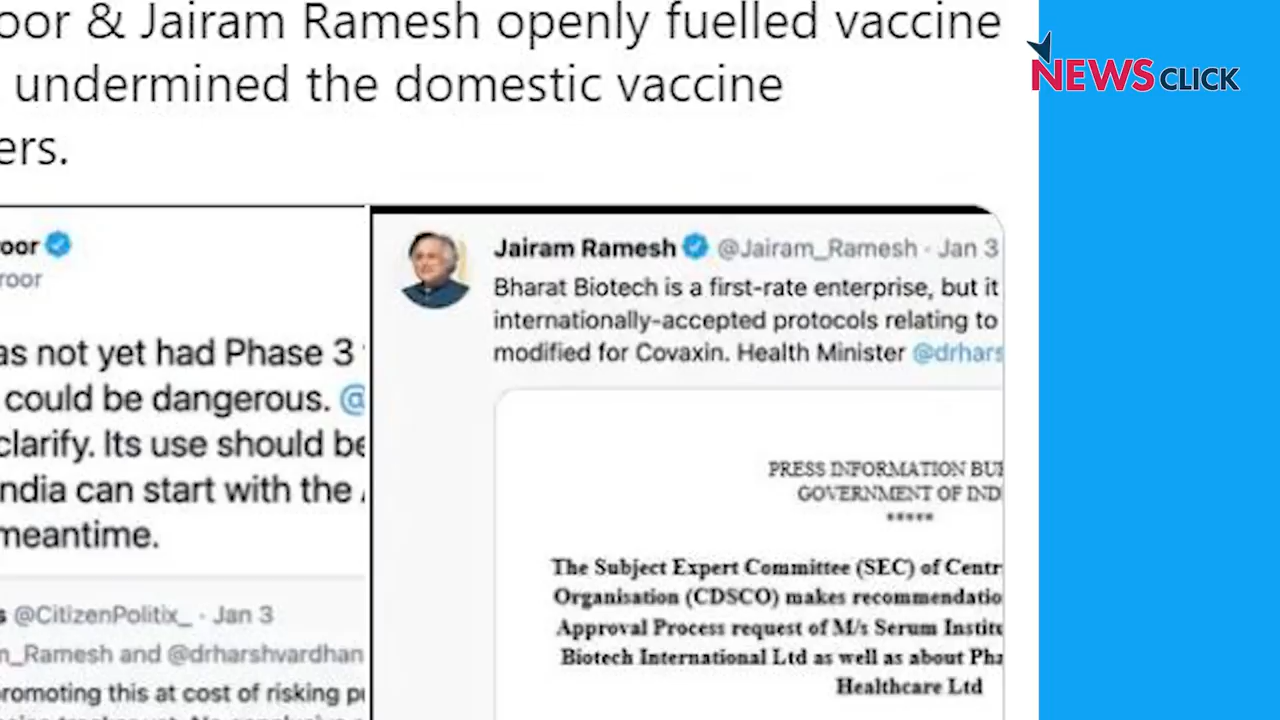 oor & Jairam Ramesh openly fuelled vaccine
undermined the domestic vaccine
ers.
NEWSCLICK
oor
roor
as not yet had Phase 3
could be dangerous. @
clarify. Its use should be
ndia can start with the
meantime.
s @CitizenPolitix_ · Jan 3
m_Ramesh and @drharshvardhan
romoting this at cost of risking pu
Jairam Ramesh @Jairam_Ramesh · Jan 3
Bharat Biotech is a first-rate enterprise, but it
internationally-accepted protocols relating to
modified for Covaxin. Health Minister @drhars
PRESS INFORMATION BU
GOVERNMENT OF IND
*****
The Subject Expert Committee (SEC) of Centr
Organisation (CDSCO) makes recommendatio
Approval Process request of M/s Serum Institu
Biotech International Ltd as well as about Pha
Healthcare Ltd